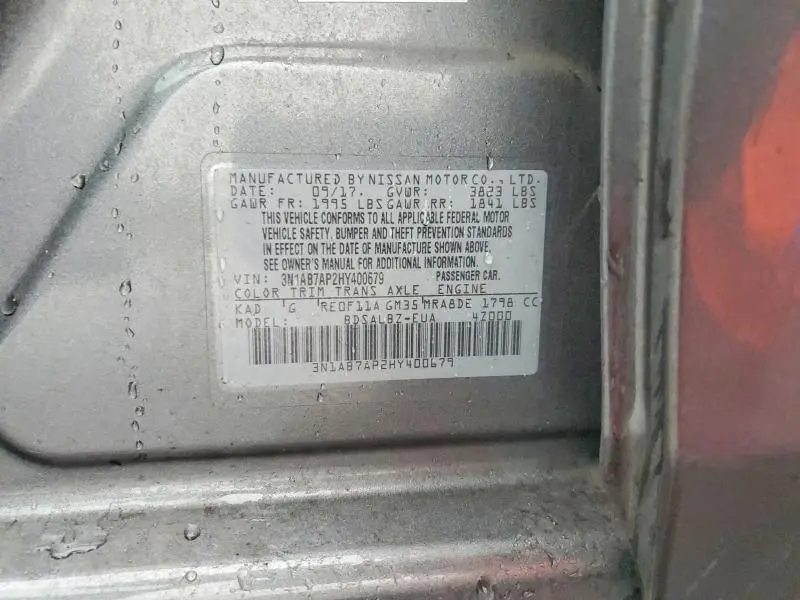 MANUFACTURED BY NISSAN MOTOR CO., LTD.
DATE: 09/17. GVWR: 3823 LBS
GAWR FR: 1995 LBS GAWR RR: 1841 LBS
THIS VEHICLE CONFORMS TO ALL APPLICABLE FEDERAL MOTOR
VEHICLE SAFETY, BUMPER AND THEFT PREVENTION STANDARDS
IN EFFECT ON THE DATE OF MANUFACTURE SHOWN ABOVE.
SEE OWNER'S MANUAL FOR ADDITIONAL INFORMATION.
VIN: 3N1AB7AP2HY400679 PASSENGER CAR.
COLOR TRIM TRANS AXLE ENGINE
KAD G RE0F11A GM35 MRA8DE 1798 CC
MODEL: BDSALBZ-EUA 4Z000
3N1AB7AP2HY400679